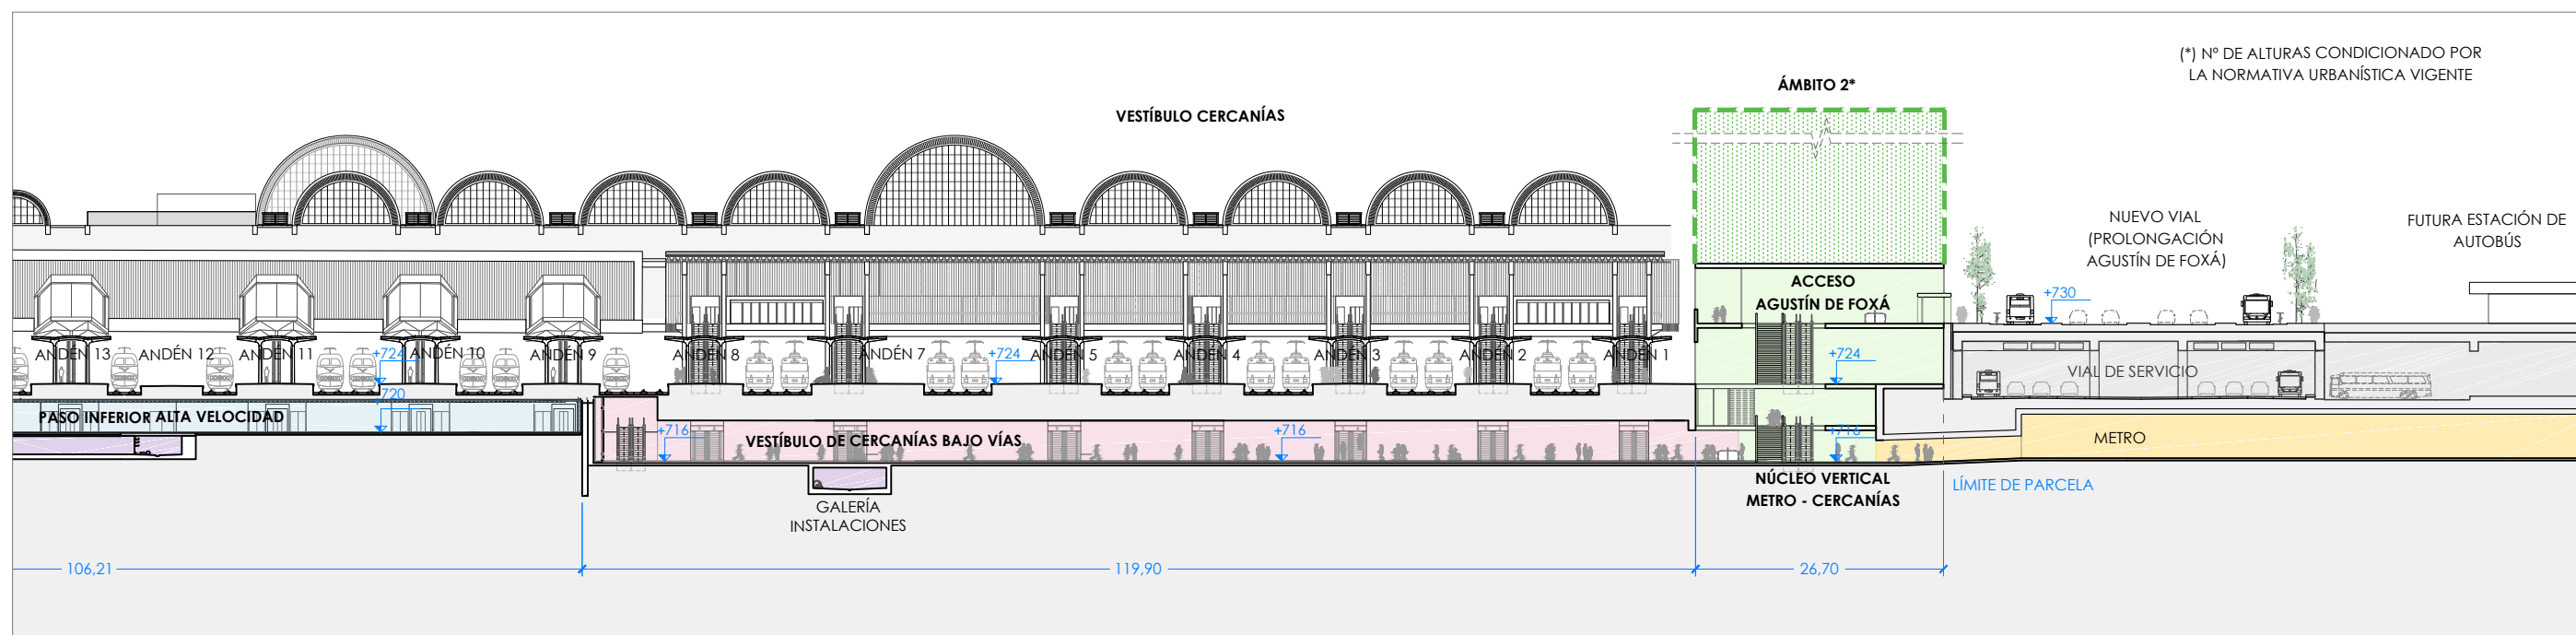 (*) Nº DE ALTURAS CONDICIONADO POR
LA NORMATIVA URBANÍSTICA VIGENTE
ÁMBITO 2*
VESTÍBULO CERCANÍAS
NUEVO VIAL
(PROLONGACIÓN
AGUSTÍN DE FOXÁ)
FUTURA ESTACIÓN DE
AUTOBÚS
ACCESO
AGUSTÍN DE FOXÁ
+730
ANDÉN 13
ANDÉN 12
ANDÉN 11
+724
ANDÉN 10
ANDÉN 9
ANDÉN 8
ANDÉN 7
+724
ANDÉN 5
ANDÉN 4
ANDÉN 3
ANDÉN 2
ANDÉN 1
+724
VIAL DE SERVICIO
+720
PASO INFERIOR ALTA VELOCIDAD
+716
VESTÍBULO DE CERCANÍAS BAJO VÍAS
+716
+716
METRO
NÚCLEO VERTICAL
METRO - CERCANÍAS
LÍMITE DE PARCELA
GALERÍA
INSTALACIONES
106,21
119,90
26,70